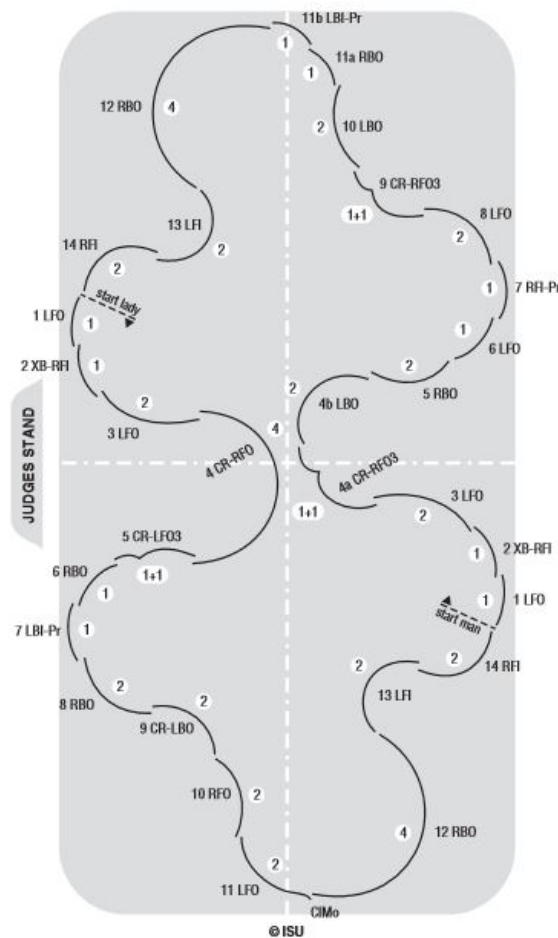 11b LBI-Pr
1
11a RBO
1
12 RBO
4
2
10 LBO
9 CR-RFO3
1+1
8 LFO
13 LFI
2
14 RFI
2
2
7 RFI-Pr
1
start lady
1 LFO
1
1
6 LFO
2 XB-RFI
1
2
5 RBO
2
2
4b LBO
3 LFO
4
4 CR-RFO
JUDGES STAND
4a CR-RFO3
3 LFO
1+1
2
5 CR-LFO3
2 XB-RFI
1
6 RBO
1+1
1
1
1 LFO
start man
7 LBI-Pr
1
2
2
14 RFI
8 RBO
2
2
13 LFI
9 CR-LBO
10 RFO
2
4
12 RBO
2
11 LFO
ClMo
© ISU